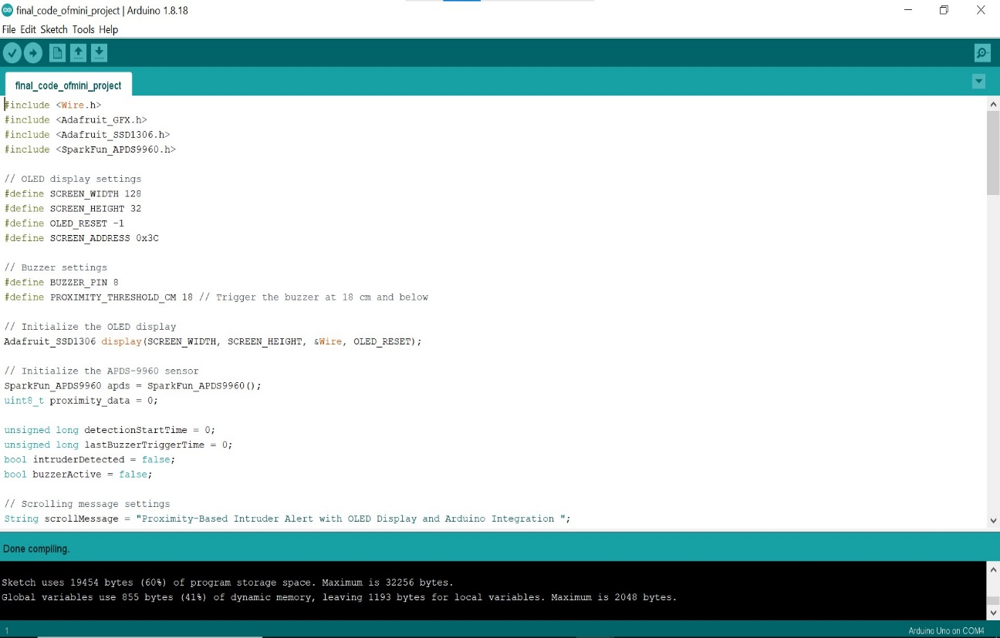 final_code_ofmini_project | Arduino 1.8.18
File Edit Sketch Tools Help
final_code_ofmini_project
#include <Wire.h>
#include <Adafruit_GFX.h>
#include <Adafruit_SSD1306.h>
#include <SparkFun_APDS9960.h>
// OLED display settings
#define SCREEN_WIDTH 128
#define SCREEN_HEIGHT 32
#define OLED_RESET -1
#define SCREEN_ADDRESS 0x3C
// Buzzer settings
#define BUZZER_PIN 8
#define PROXIMITY_THRESHOLD_CM 18 // Trigger the buzzer at 18 cm and below
// Initialize the OLED display
Adafruit_SSD1306 display(SCREEN_WIDTH, SCREEN_HEIGHT, &Wire, OLED_RESET);
// Initialize the APDS-9960 sensor
SparkFun_APDS9960 apds = SparkFun_APDS9960();
uint8_t proximity_data = 0;
unsigned long detectionStartTime = 0;
unsigned long lastBuzzerTriggerTime = 0;
bool intruderDetected = false;
bool buzzerActive = false;
// Scrolling message settings
String scrollMessage = "Proximity-Based Intruder Alert with OLED Display and Arduino Integration ";
Done compiling.
Sketch uses 19454 bytes (60%) of program storage space. Maximum is 32256 bytes.
Global variables use 855 bytes (41%) of dynamic memory, leaving 1193 bytes for local variables. Maximum is 2048 bytes.
1 Arduino Uno on COM4